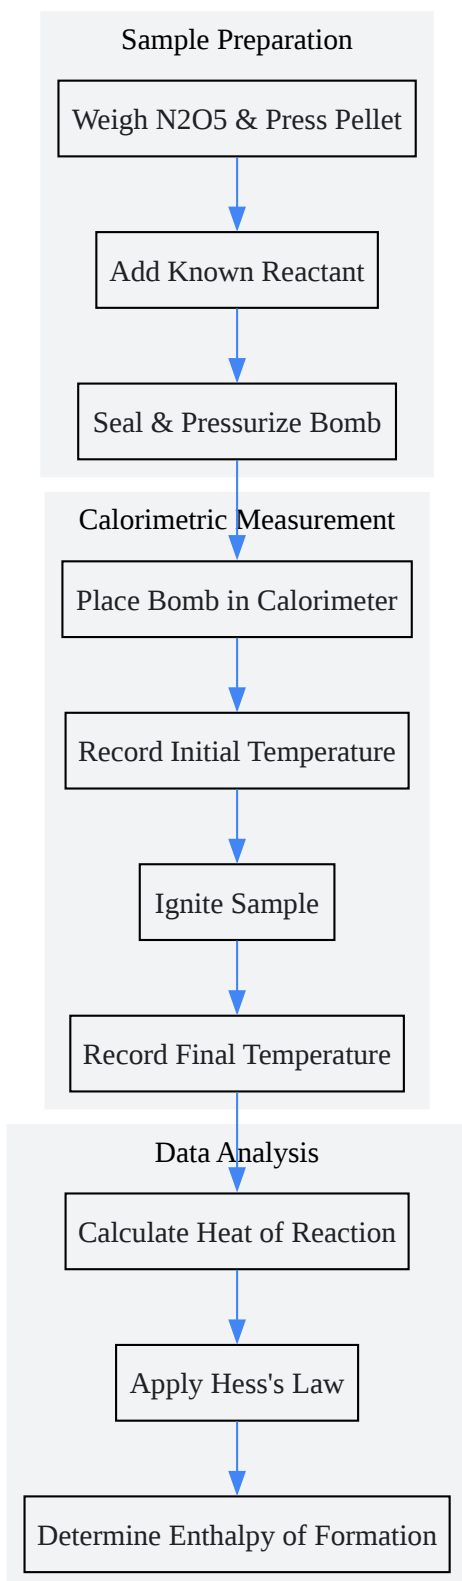 Sample Preparation
Weigh N2O5 & Press Pellet
Add Known Reactant
Seal & Pressurize Bomb
Calorimetric Measurement
Place Bomb in Calorimeter
Record Initial Temperature
Ignite Sample
Record Final Temperature
Data Analysis
Calculate Heat of Reaction
Apply Hess's Law
Determine Enthalpy of Formation